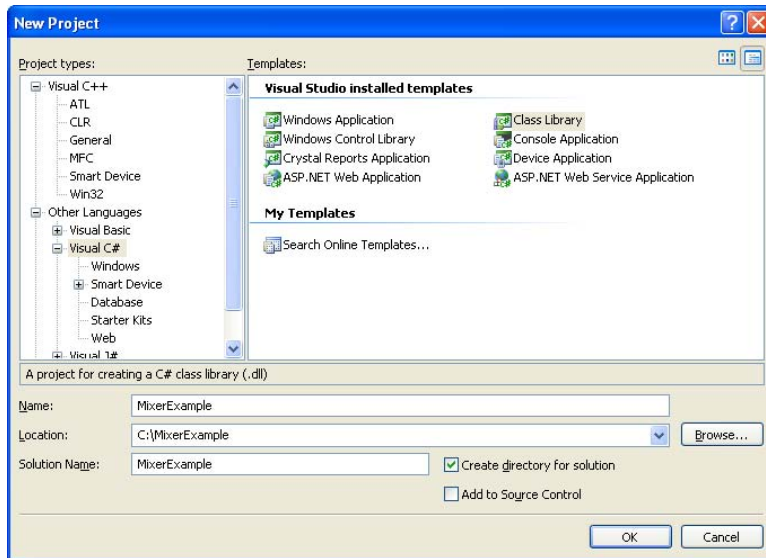 New Project
Project types:
Visual C++
ATL
CLR
General
MFC
Smart Device
Win32
Other Languages
Visual Basic
Visual C#
Windows
Smart Device
Database
Starter Kits
Web
Visual J#
Templates:
Visual Studio installed templates
Windows Application
Class Library
Windows Control Library
Console Application
Crystal Reports Application
Device Application
ASP.NET Web Application
ASP.NET Web Service Application
My Templates
Search Online Templates...
A project for creating a C# class library (.dll)
Name: MixerExample
Location: C:\MixerExample Browse...
Solution Name: MixerExample Create directory for solution
Add to Source Control
OK Cancel